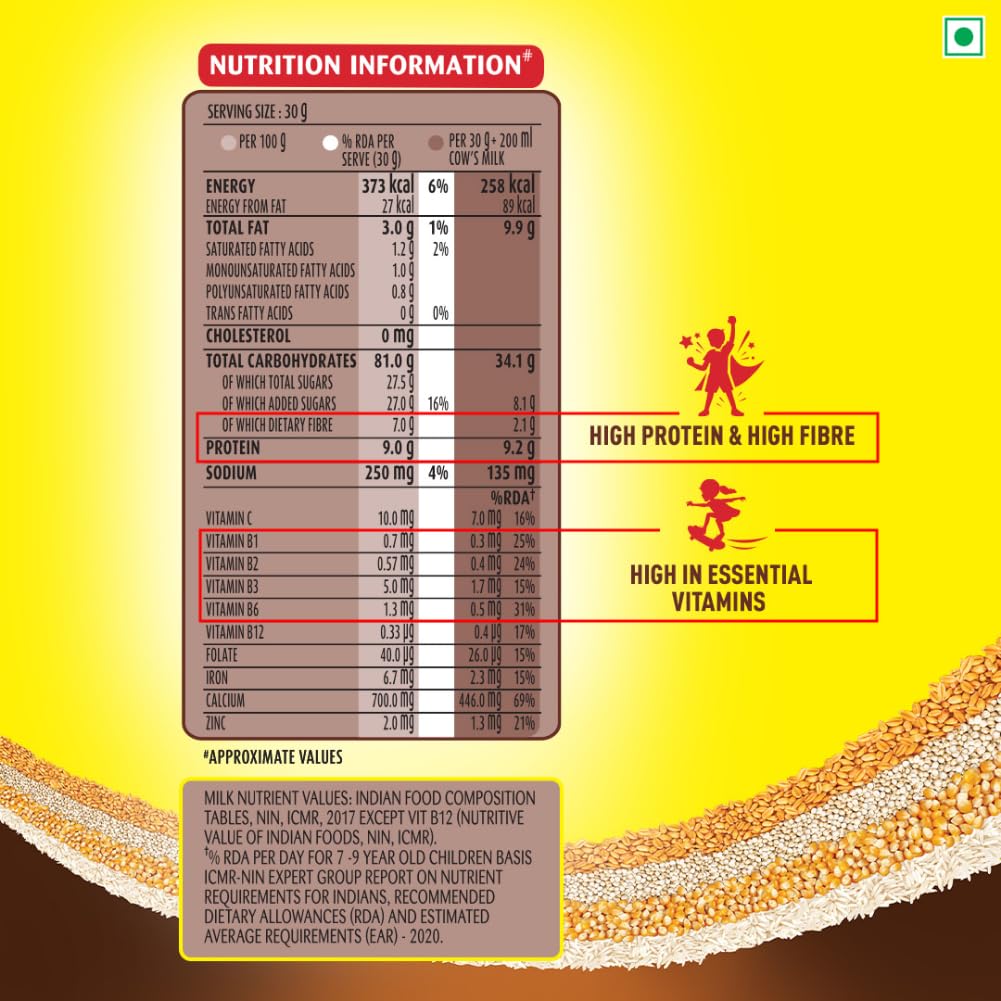 NUTRITION INFORMATION#
SERVING SIZE : 30 g
PER 100 g % RDA PER SERVE (30 g) PER 30 g+ 200 ml COW'S MILK
ENERGY 373 kcal 6% 258 kcal
ENERGY FROM FAT 27 kcal 89 kcal
TOTAL FAT 3.0 g 1% 9.9 g
SATURATED FATTY ACIDS 1.2 g 2%
MONOUNSATURATED FATTY ACIDS 1.0 g
POLYUNSATURATED FATTY ACIDS 0.8 g
TRANS FATTY ACIDS 0 g 0%
CHOLESTEROL 0 mg
TOTAL CARBOHYDRATES 81.0 g 34.1 g
OF WHICH TOTAL SUGARS 27.5 g
OF WHICH ADDED SUGARS 27.0 g 16% 8.1 g
OF WHICH DIETARY FIBRE 7.0 g 2.1 g
PROTEIN 9.0 g 9.2 g
HIGH PROTEIN & HIGH FIBRE
SODIUM 250 mg 4% 135 mg
%RDA†
VITAMIN C 10.0 mg 7.0 mg 16%
VITAMIN B1 0.7 mg 0.3 mg 25%
VITAMIN B2 0.57 mg 0.4 mg 24%
VITAMIN B3 5.0 mg 1.7 mg 15%
VITAMIN B6 1.3 mg 0.5 mg 31%
HIGH IN ESSENTIAL
VITAMINS
VITAMIN B12 0.33 µg 0.4 µg 17%
FOLATE 40.0 µg 26.0 µg 15%
IRON 6.7 mg 2.3 mg 15%
CALCIUM 700.0 mg 446.0 mg 69%
ZINC 2.0 mg 1.3 mg 21%
#APPROXIMATE VALUES
MILK NUTRIENT VALUES: INDIAN FOOD COMPOSITION
TABLES, NIN, ICMR, 2017 EXCEPT VIT B12 (NUTRITIVE
VALUE OF INDIAN FOODS, NIN, ICMR).
†% RDA PER DAY FOR 7 -9 YEAR OLD CHILDREN BASIS
ICMR-NIN EXPERT GROUP REPORT ON NUTRIENT
REQUIREMENTS FOR INDIANS, RECOMMENDED
DIETARY ALLOWANCES (RDA) AND ESTIMATED
AVERAGE REQUIREMENTS (EAR) - 2020.